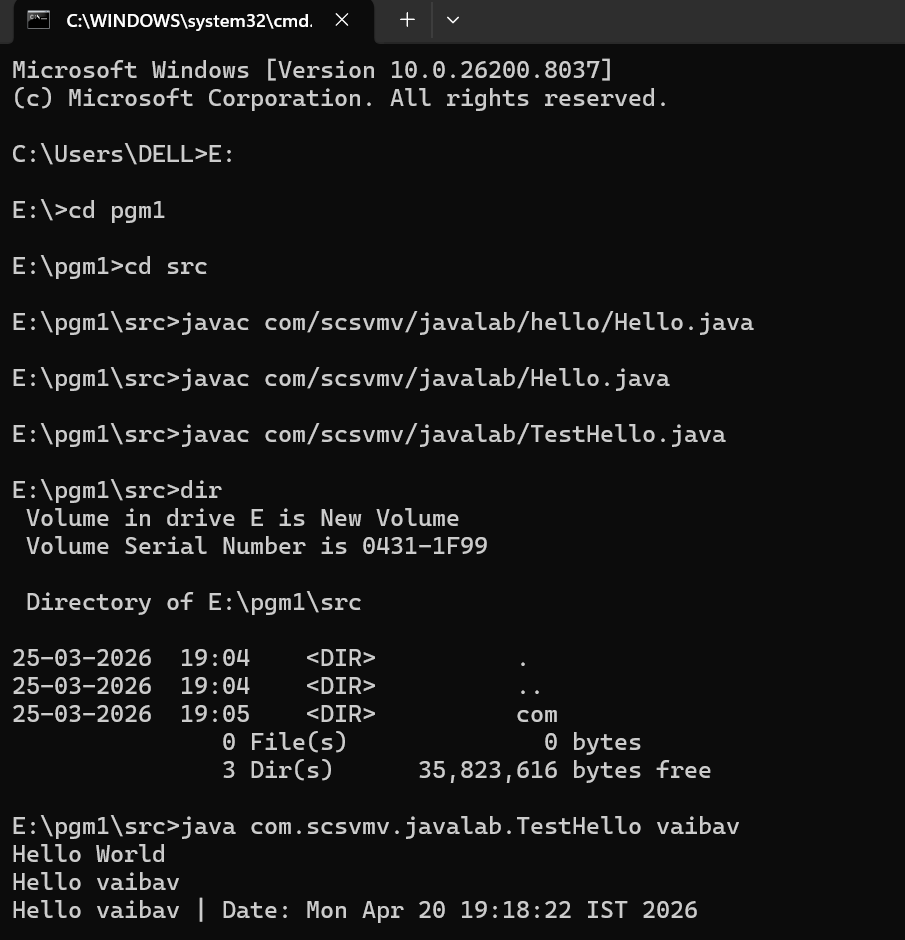 C:\WINDOWS\system32\cmd.
Microsoft Windows [Version 10.0.26200.8037]
(c) Microsoft Corporation. All rights reserved.
C:\Users\DELL>E:
E:\>cd pgm1
E:\pgm1>cd src
E:\pgm1\src>javac com/scsvmv/javalab/hello/Hello.java
E:\pgm1\src>javac com/scsvmv/javalab/Hello.java
E:\pgm1\src>javac com/scsvmv/javalab/TestHello.java
E:\pgm1\src>dir
 Volume in drive E is New Volume
 Volume Serial Number is 0431-1F99
 Directory of E:\pgm1\src
25-03-2026  19:04    <DIR>          .
25-03-2026  19:04    <DIR>          ..
25-03-2026  19:05    <DIR>          com
               0 File(s)              0 bytes
               3 Dir(s)      35,823,616 bytes free
E:\pgm1\src>java com.scsvmv.javalab.TestHello vaibav
Hello World
Hello vaibav
Hello vaibav | Date: Mon Apr 20 19:18:22 IST 2026